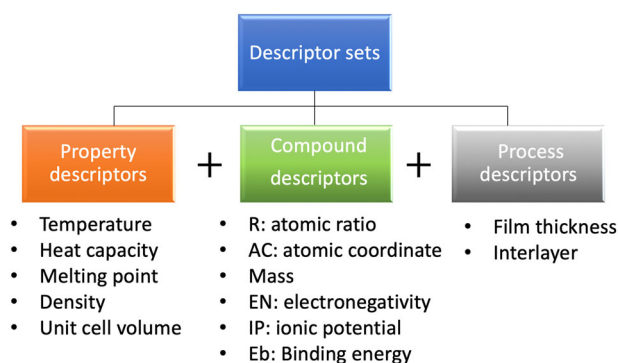 Descriptor sets
Property
descriptors
+
Compound
descriptors
+
Process
descriptors
• Temperature
• Heat capacity
• Melting point
• Density
• Unit cell volume
• R: atomic ratio
• AC: atomic coordinate
• Mass
• EN: electronegativity
• IP: ionic potential
• Eb: Binding energy
• Film thickness
• Interlayer